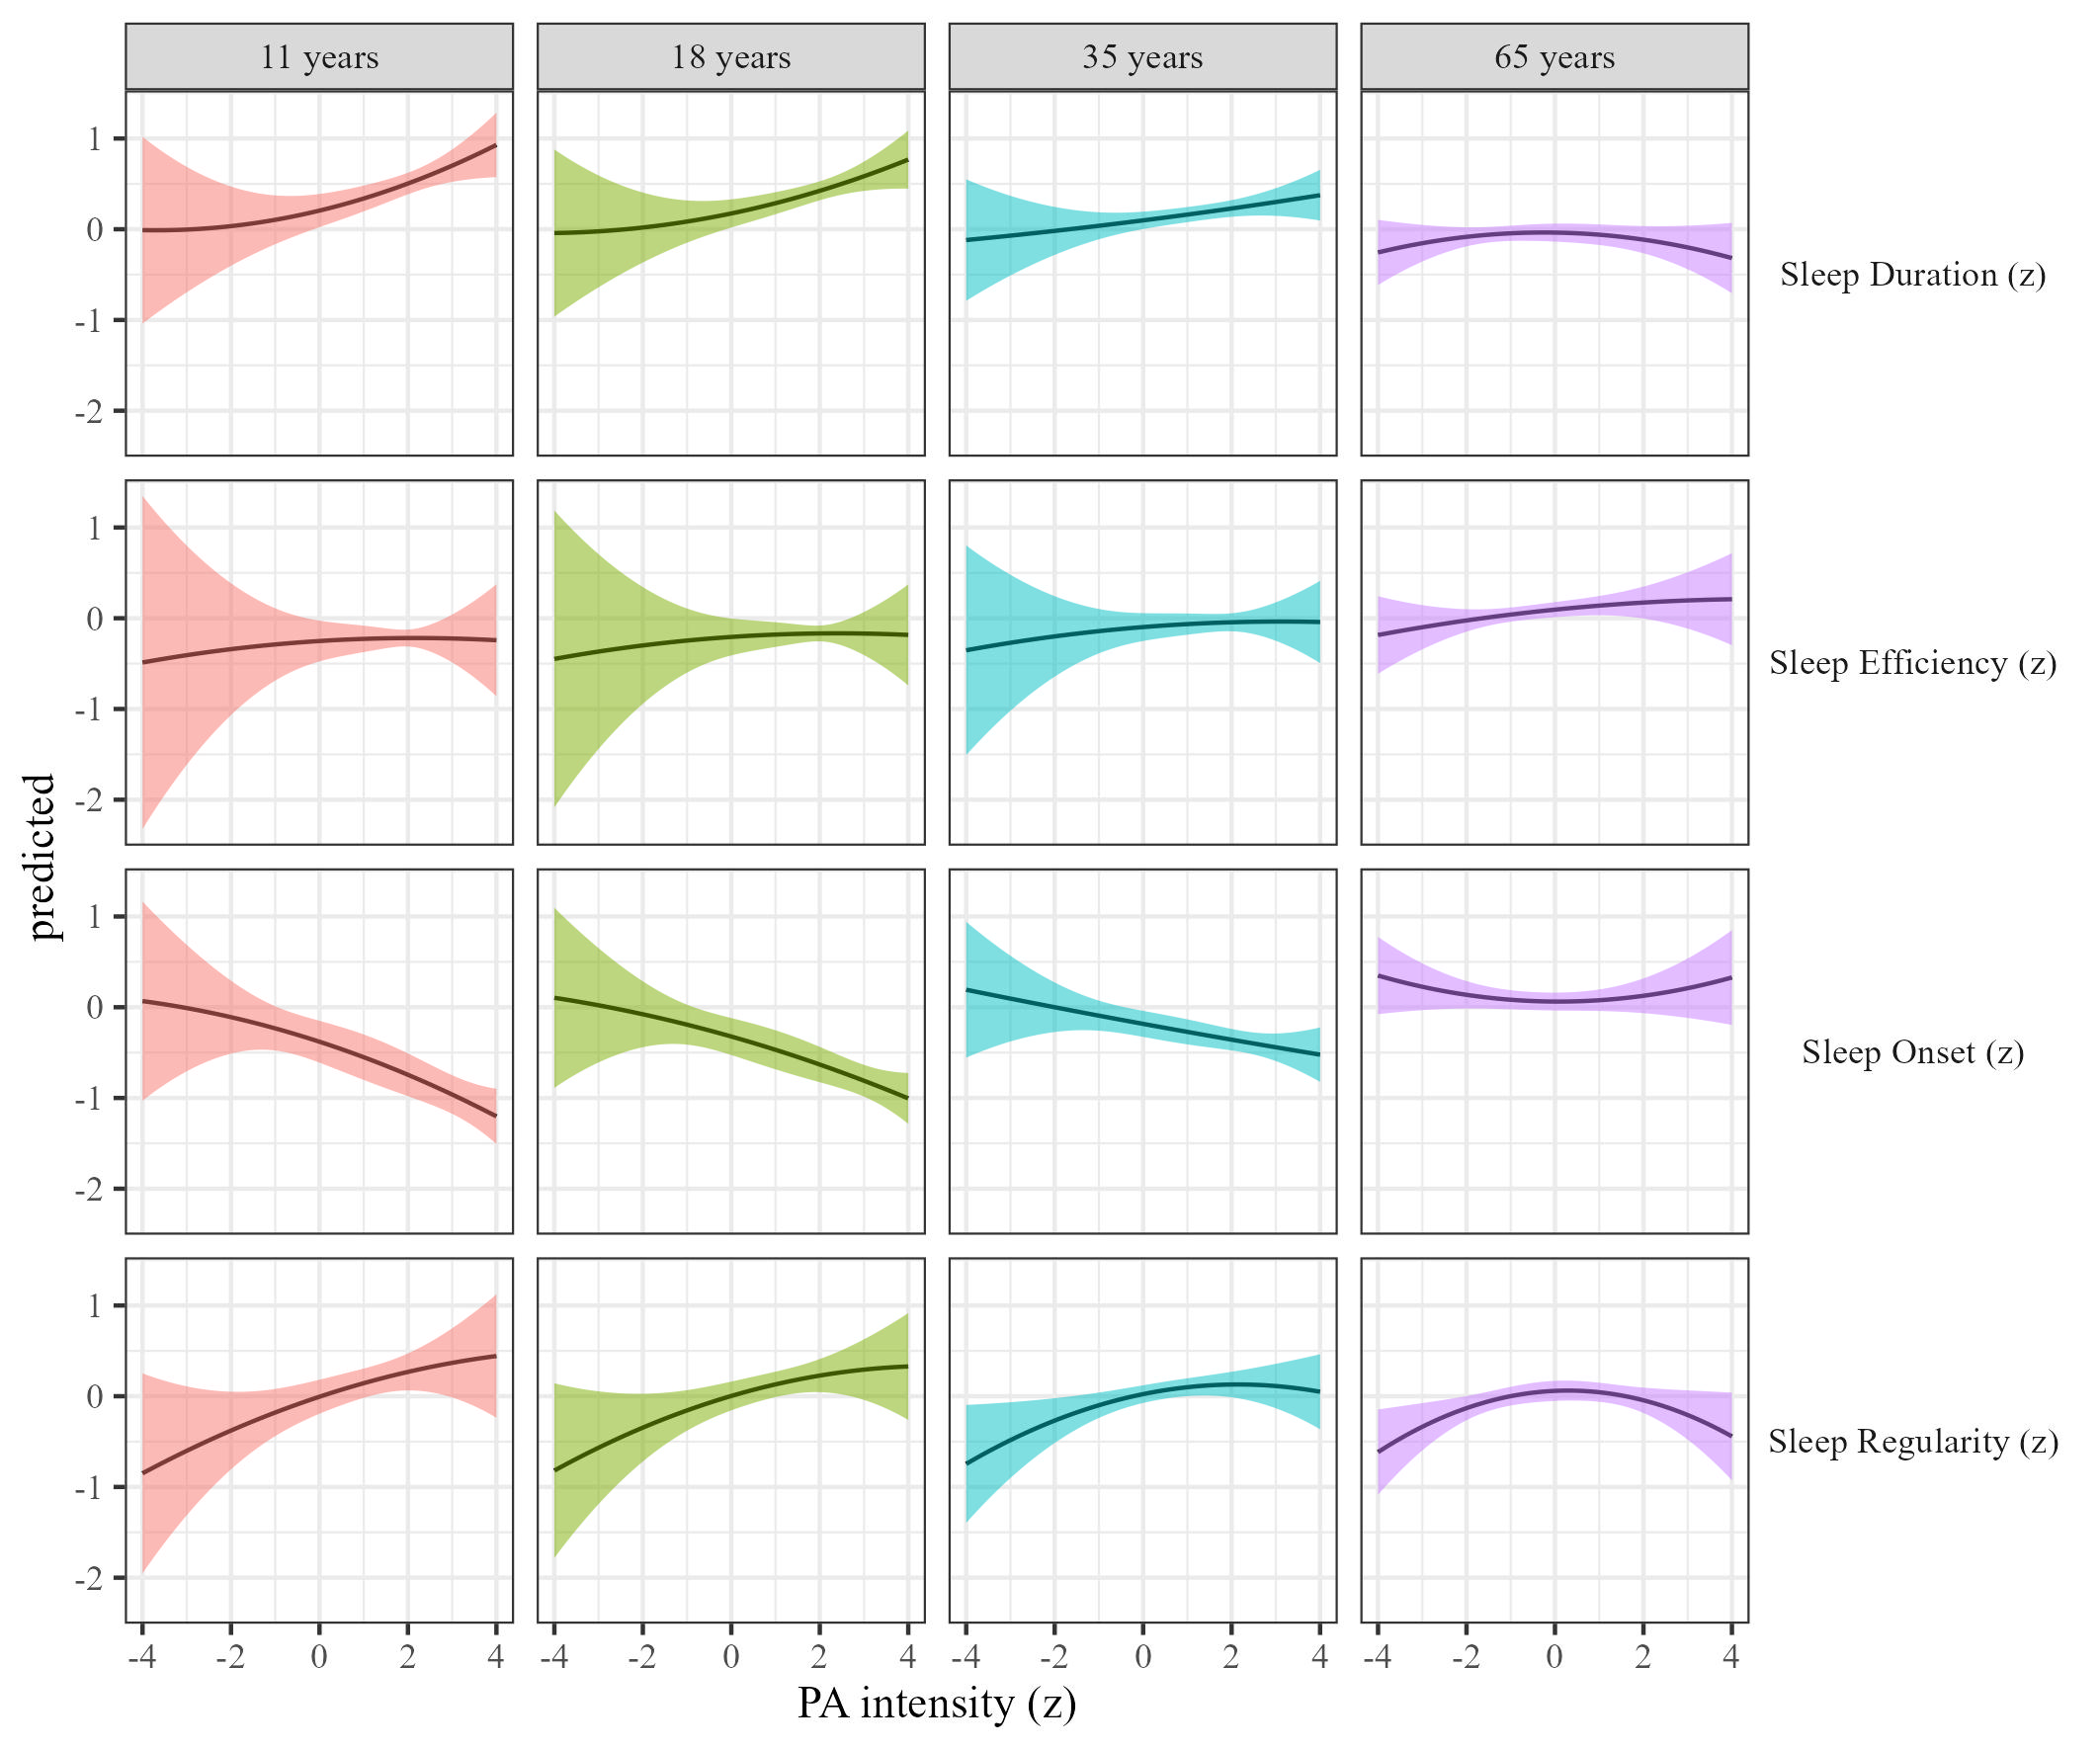 11 years 18 years 35 years 65 years
1
0
-1
-2
Sleep Duration (z)
1
0
-1
-2
Sleep Efficiency (z)
predicted
1
0
-1
-2
Sleep Onset (z)
1
0
-1
-2
Sleep Regularity (z)
-4 -2 0 2 4 -4 -2 0 2 4 -4 -2 0 2 4 -4 -2 0 2 4
PA intensity (z)